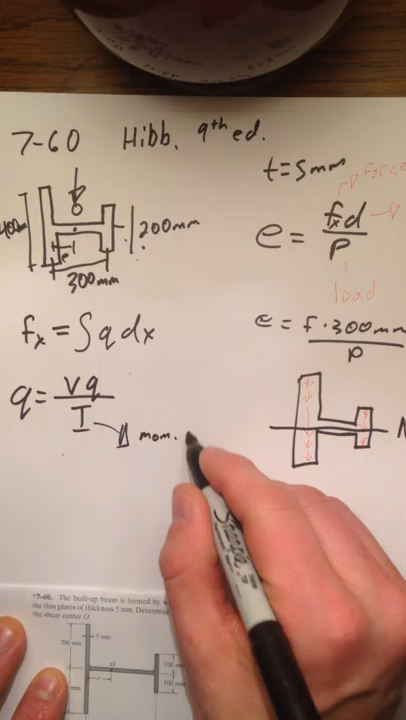 7-60 Hibb. 9th ed.
t=5mm
200mm
e
300mm
force
e = fx d / P
load
fx = ∫ q dx
e = f · 300mm / P
q = Vq / I
mom.
N
*7-60. The built-up beam is formed by
the thin plates of thickness 5 mm.
the shear center O.
5 mm
200 mm
O
e
100 mm
100 mm
mm